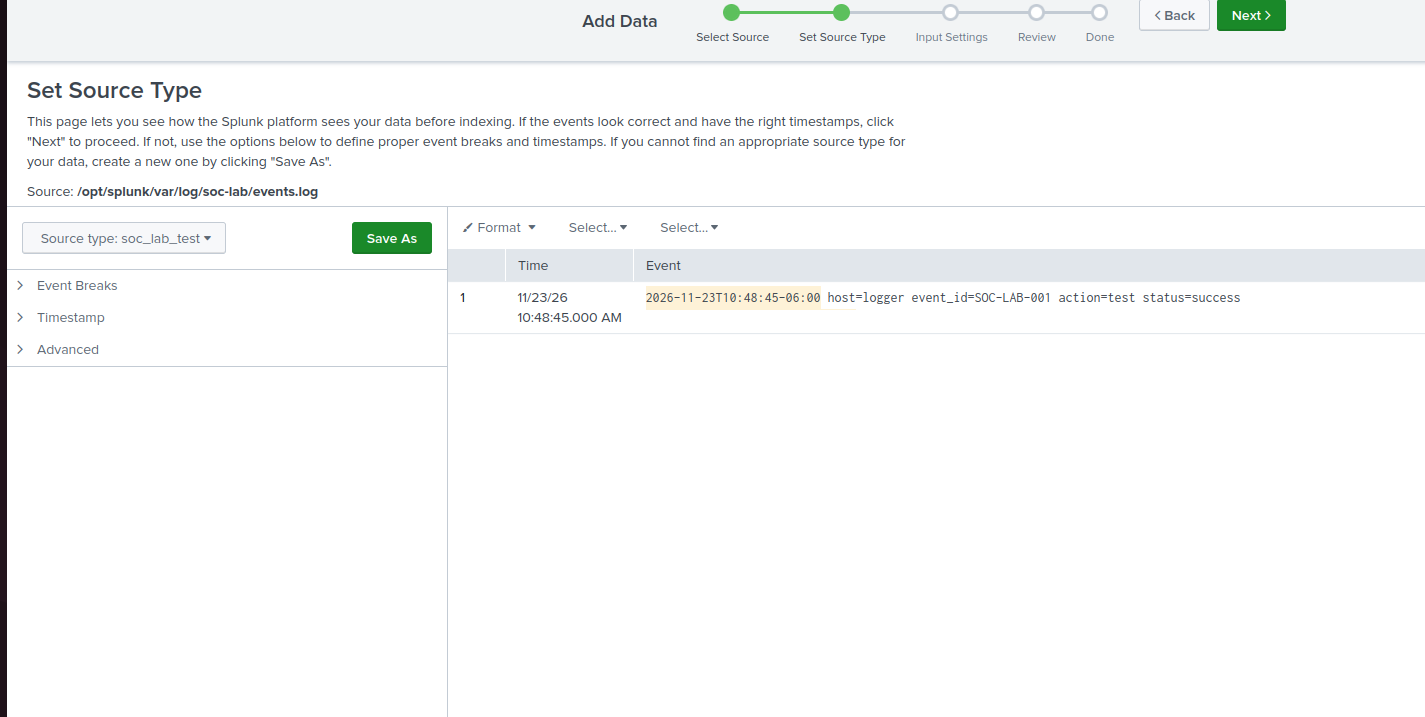 Add Data
Select Source
Set Source Type
Input Settings
Review
Done
< Back
Next >
Set Source Type
This page lets you see how the Splunk platform sees your data before indexing. If the events look correct and have the right timestamps, click
"Next" to proceed. If not, use the options below to define proper event breaks and timestamps. If you cannot find an appropriate source type for
your data, create a new one by clicking "Save As".
Source: /opt/splunk/var/log/soc-lab/events.log
Source type: soc_lab_test
Save As
Event Breaks
Timestamp
Advanced
Format
Select...
Select...
Time
Event
1
11/23/26
10:48:45.000 AM
2026-11-23T10:48:45-06:00 host=logger event_id=SOC-LAB-001 action=test status=success